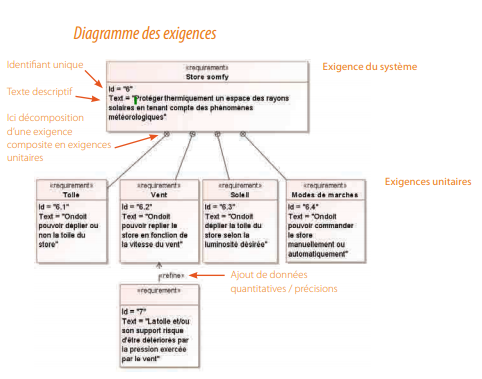 Diagramme des exigences
Identifiant unique
Texte descriptif
Ici décomposition
d'une exigence
composite en exigences
unitaires
«requirement»
Store somfy
Id = "6"
Text = "Protéger thermiquement un espace des rayons
solaires en tenant compte des phénomènes
météorologiques"
Exigence du système
Exigences unitaires
«requirement»
Toile
Id = "6.1"
Text = "Ondoit
pouvoir déplier ou
non la toile du
store"
«requirement»
Vent
Id = "6.2"
Text = "Ondoit
pouvoir replier le
store en fonction de
la vitesse du vent"
«requirement»
Soleil
Id = "6.3"
Text = "Ondoit
déplier la toile du
store selon la
luminosité désirée"
«requirement»
Modes de marches
Id = "6.4"
Text = "Ondoit
pouvoir commander
le store
manuellement ou
automatiquement"
«refine»
Ajout de données
quantitatives / précisions
«requirement»
Id = "7"
Text = "Latoile et/ou
son support risque
d'être détériorés par
la pression exercée
par le vent"